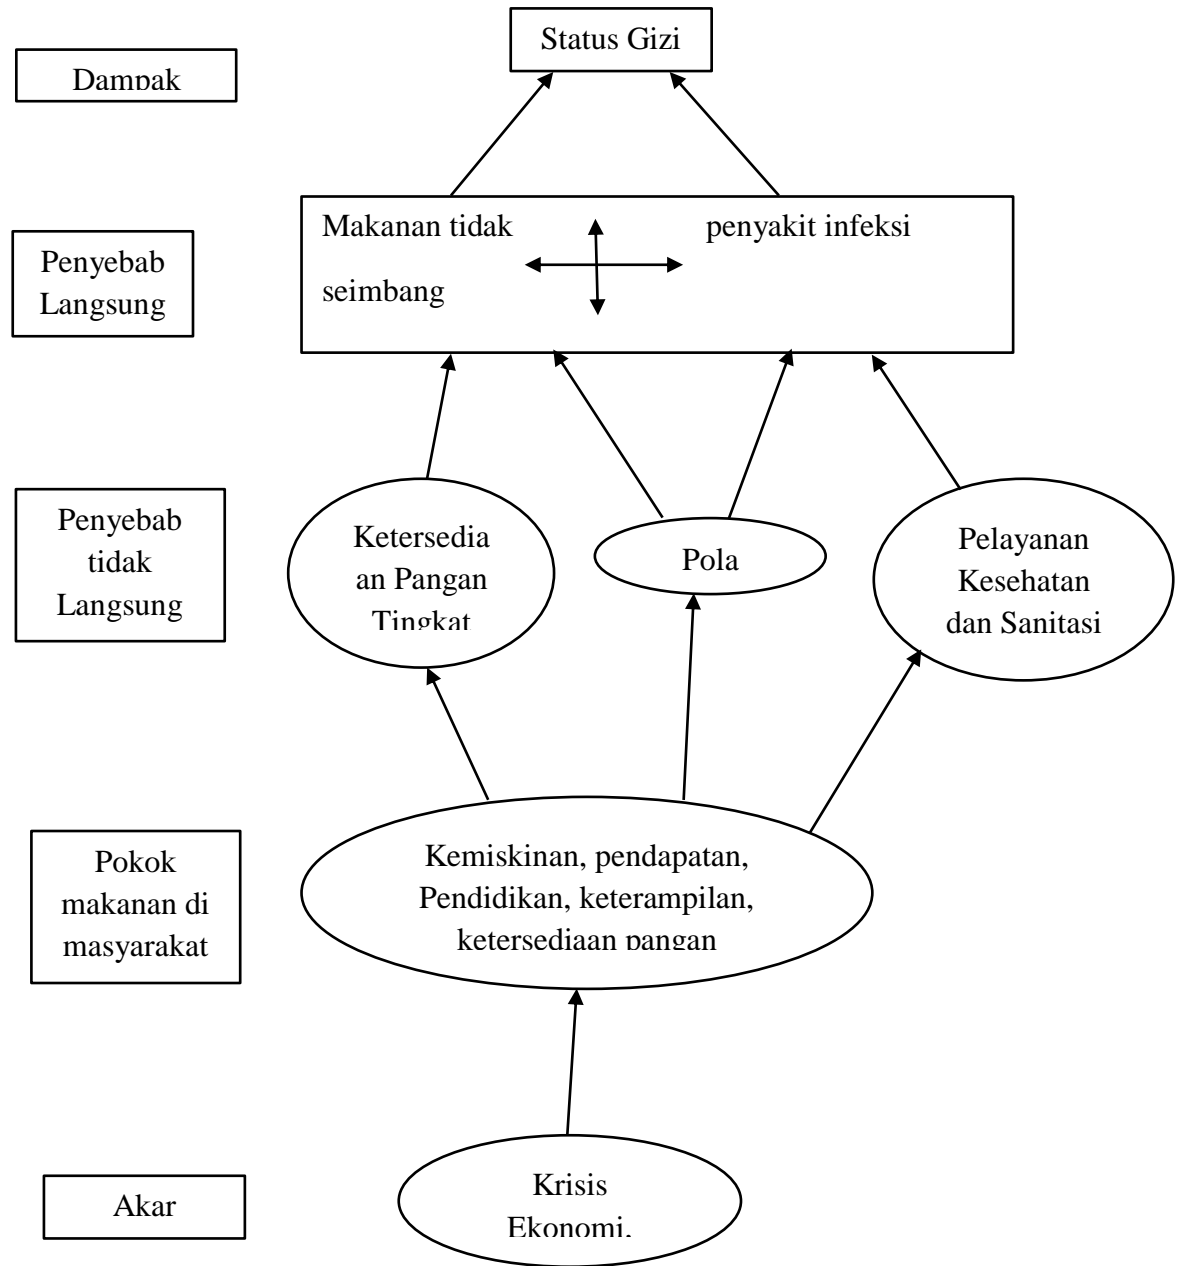 Status Gizi
Dampak
Makanan tidak penyakit infeksi
seimbang
Penyebab
Langsung
Penyebab
tidak
Langsung
Ketersedia
an Pangan
Tingkat
Pola
Pelayanan
Kesehatan
dan Sanitasi
Pokok
makanan di
masyarakat
Kemiskinan, pendapatan,
Pendidikan, keterampilan,
ketersediaan pangan
Akar
Krisis
Ekonomi,